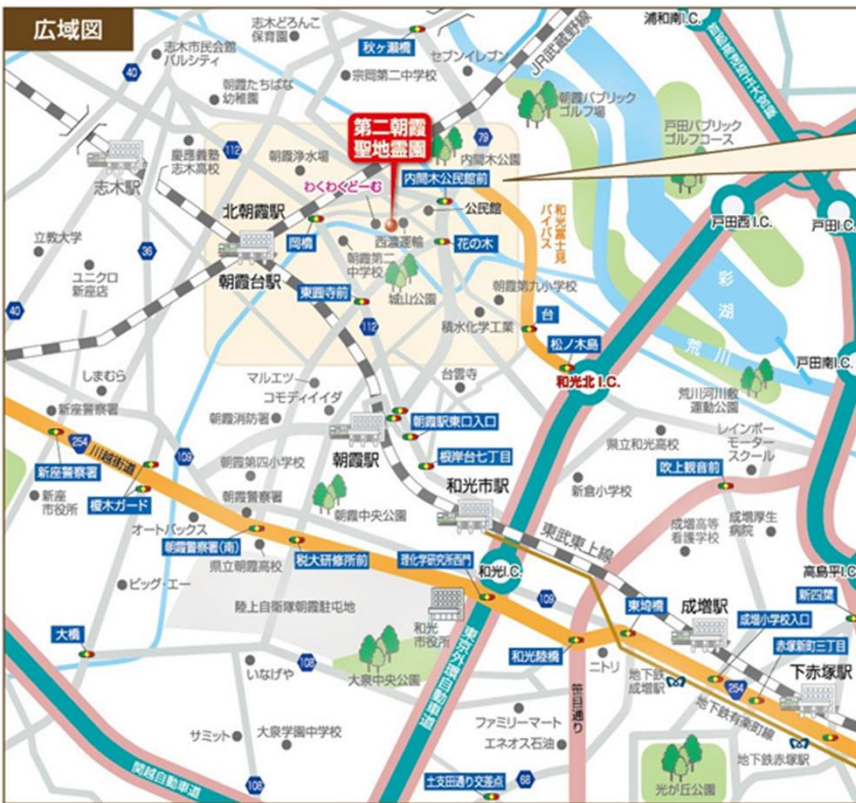 広域図
志木どろんこ
保育園
秋ヶ瀬橋
浦和南I.C.
志木市民会館
パルシティ
セブンイレブン
JR武蔵野線
40
宗岡第二中学校
朝霞たちばな
幼稚園
朝霞パブリック
ゴルフ場
戸田パブリック
ゴルフコース
第二朝霞
聖地霊園
79
内間木公園
112
慶應義塾
志木高校
朝霞浄水場
志木駅
内間木公民館前
わくわくどーむ
公民館
北朝霞駅
岡橋
西濃運輸
花の木
和光富士見
バイパス
戸田西I.C.
戸田I.C.
立教大学
36
朝霞台駅
朝霞第二
中学校
城山公園
ユニクロ
新座店
東圓寺前
朝霞第九小学校
彩湖
40
112
積水化学工業
台
荒川
松ノ木島
戸田南I.C.
しまむら
マルエツ
台雲寺
和光北I.C.
コモディイイダ
荒川河川敷
運動公園
新座警察署
朝霞消防署
朝霞駅東口入口
254
川越街道
109
朝霞駅
県立和光高校
レインボー
モーター
スクール
新座警察署
朝霞第四小学校
根岸台七丁目
吹上観音前
新座
市役所
榎木ガード
朝霞警察署
朝霞中央公園
和光市駅
新倉小学校
オートバックス
東武東上線
成増高等
看護学校
成増厚生
病院
朝霞警察署(南)
県立朝霞高校
税大研修所前
理化学研究所西門
和光I.C.
高島平I.C.
ビッグ・エー
陸上自衛隊朝霞駐屯地
和光
市役所
109
新四葉
東埼橋
成増駅
成増小学校入口
大橋
東京外環自動車道
和光陸橋
赤塚新町三丁目
108
いなげや
大泉中央公園
ニトリ
地下鉄
成増駅
254
下赤塚駅
笹目通り
地下鉄有楽町線
サミット
大泉学園中学校
ファミリーマート
エネオス石油
地下鉄赤塚駅
関越自動車道
108
土支田通り交差点
68
光が丘公園